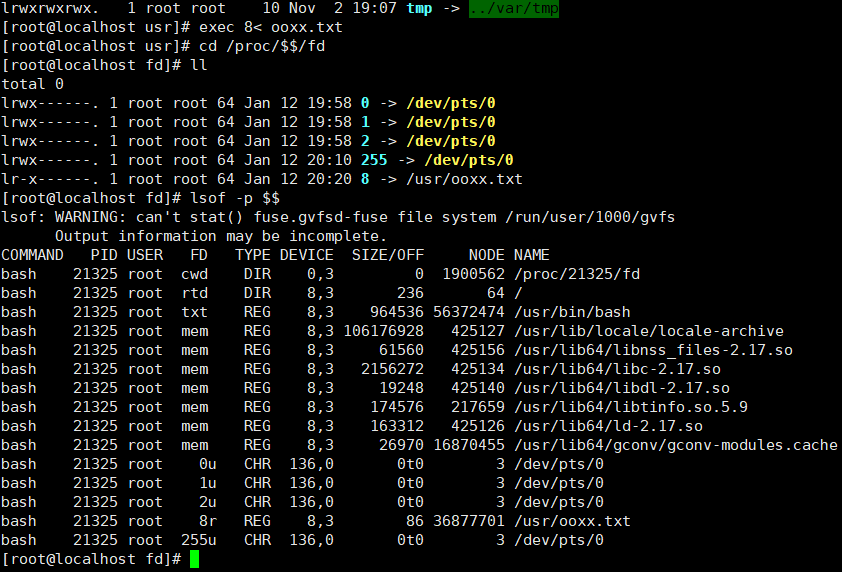 lrwxrwxrwx.   1 root root    10 Nov  2 19:07 tmp -> ../var/tmp
[root@localhost usr]# exec 8< ooxx.txt
[root@localhost usr]# cd /proc/$$/fd
[root@localhost fd]# ll
total 0
lrwx------. 1 root root 64 Jan 12 19:58 0 -> /dev/pts/0
lrwx------. 1 root root 64 Jan 12 19:58 1 -> /dev/pts/0
lrwx------. 1 root root 64 Jan 12 19:58 2 -> /dev/pts/0
lrwx------. 1 root root 64 Jan 12 20:10 255 -> /dev/pts/0
lr-x------. 1 root root 64 Jan 12 20:20 8 -> /usr/ooxx.txt
[root@localhost fd]# lsof -p $$
lsof: WARNING: can't stat() fuse.gvfsd-fuse file system /run/user/1000/gvfs
      Output information may be incomplete.
COMMAND   PID USER   FD   TYPE DEVICE  SIZE/OFF     NODE NAME
bash    21325 root  cwd    DIR    0,3         0  1900562 /proc/21325/fd
bash    21325 root  rtd    DIR    8,3       236       64 /
bash    21325 root  txt    REG    8,3    964536 56372474 /usr/bin/bash
bash    21325 root  mem    REG    8,3 106176928   425127 /usr/lib/locale/locale-archive
bash    21325 root  mem    REG    8,3     61560   425156 /usr/lib64/libnss_files-2.17.so
bash    21325 root  mem    REG    8,3   2156272   425134 /usr/lib64/libc-2.17.so
bash    21325 root  mem    REG    8,3     19248   425140 /usr/lib64/libdl-2.17.so
bash    21325 root  mem    REG    8,3    174576   217659 /usr/lib64/libtinfo.so.5.9
bash    21325 root  mem    REG    8,3    163312   425126 /usr/lib64/ld-2.17.so
bash    21325 root  mem    REG    8,3     26970 16870455 /usr/lib64/gconv/gconv-modules.cache
bash    21325 root    0u   CHR  136,0       0t0        3 /dev/pts/0
bash    21325 root    1u   CHR  136,0       0t0        3 /dev/pts/0
bash    21325 root    2u   CHR  136,0       0t0        3 /dev/pts/0
bash    21325 root    8r   REG    8,3        86 36877701 /usr/ooxx.txt
bash    21325 root  255u   CHR  136,0       0t0        3 /dev/pts/0
[root@localhost fd]#